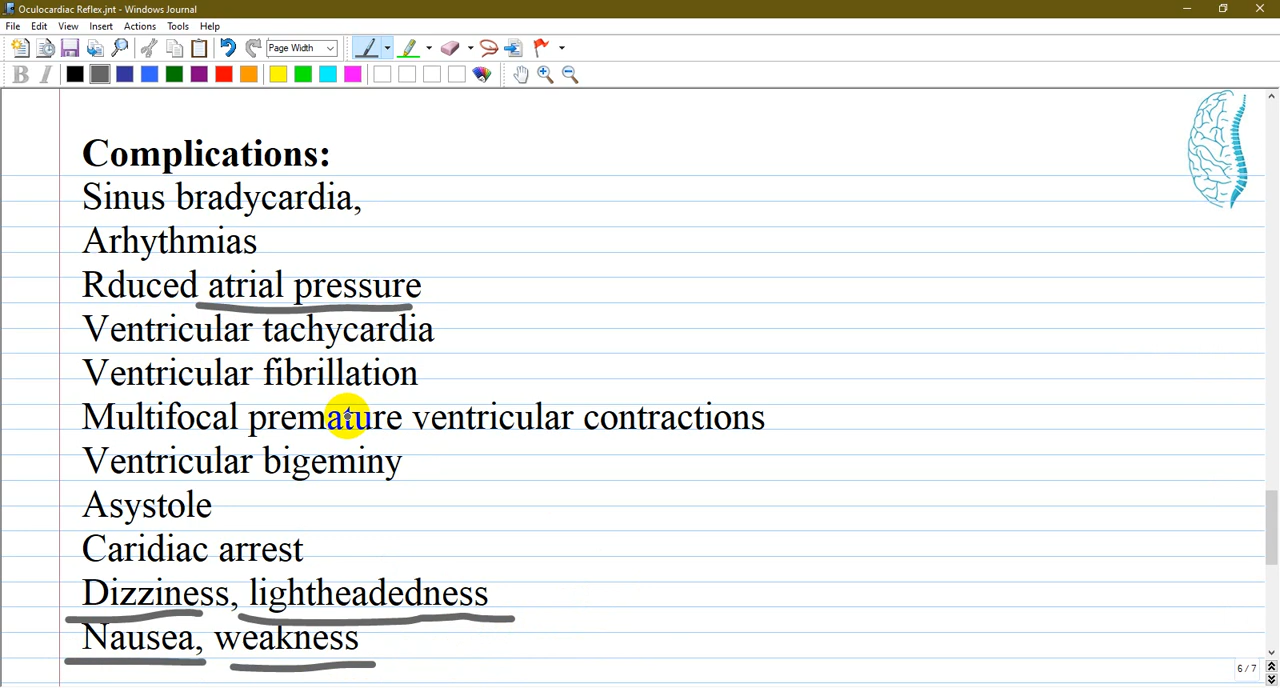 Oculocardiac Reflex.jnt - Windows Journal
File Edit View Insert Actions Tools Help
Page Width
B I
Complications:
Sinus bradycardia,
Arhythmias
Rduced atrial pressure
Ventricular tachycardia
Ventricular fibrillation
Multifocal premature ventricular contractions
Ventricular bigeminy
Asystole
Caridiac arrest
Dizziness, lightheadedness
Nausea, weakness
6 / 7